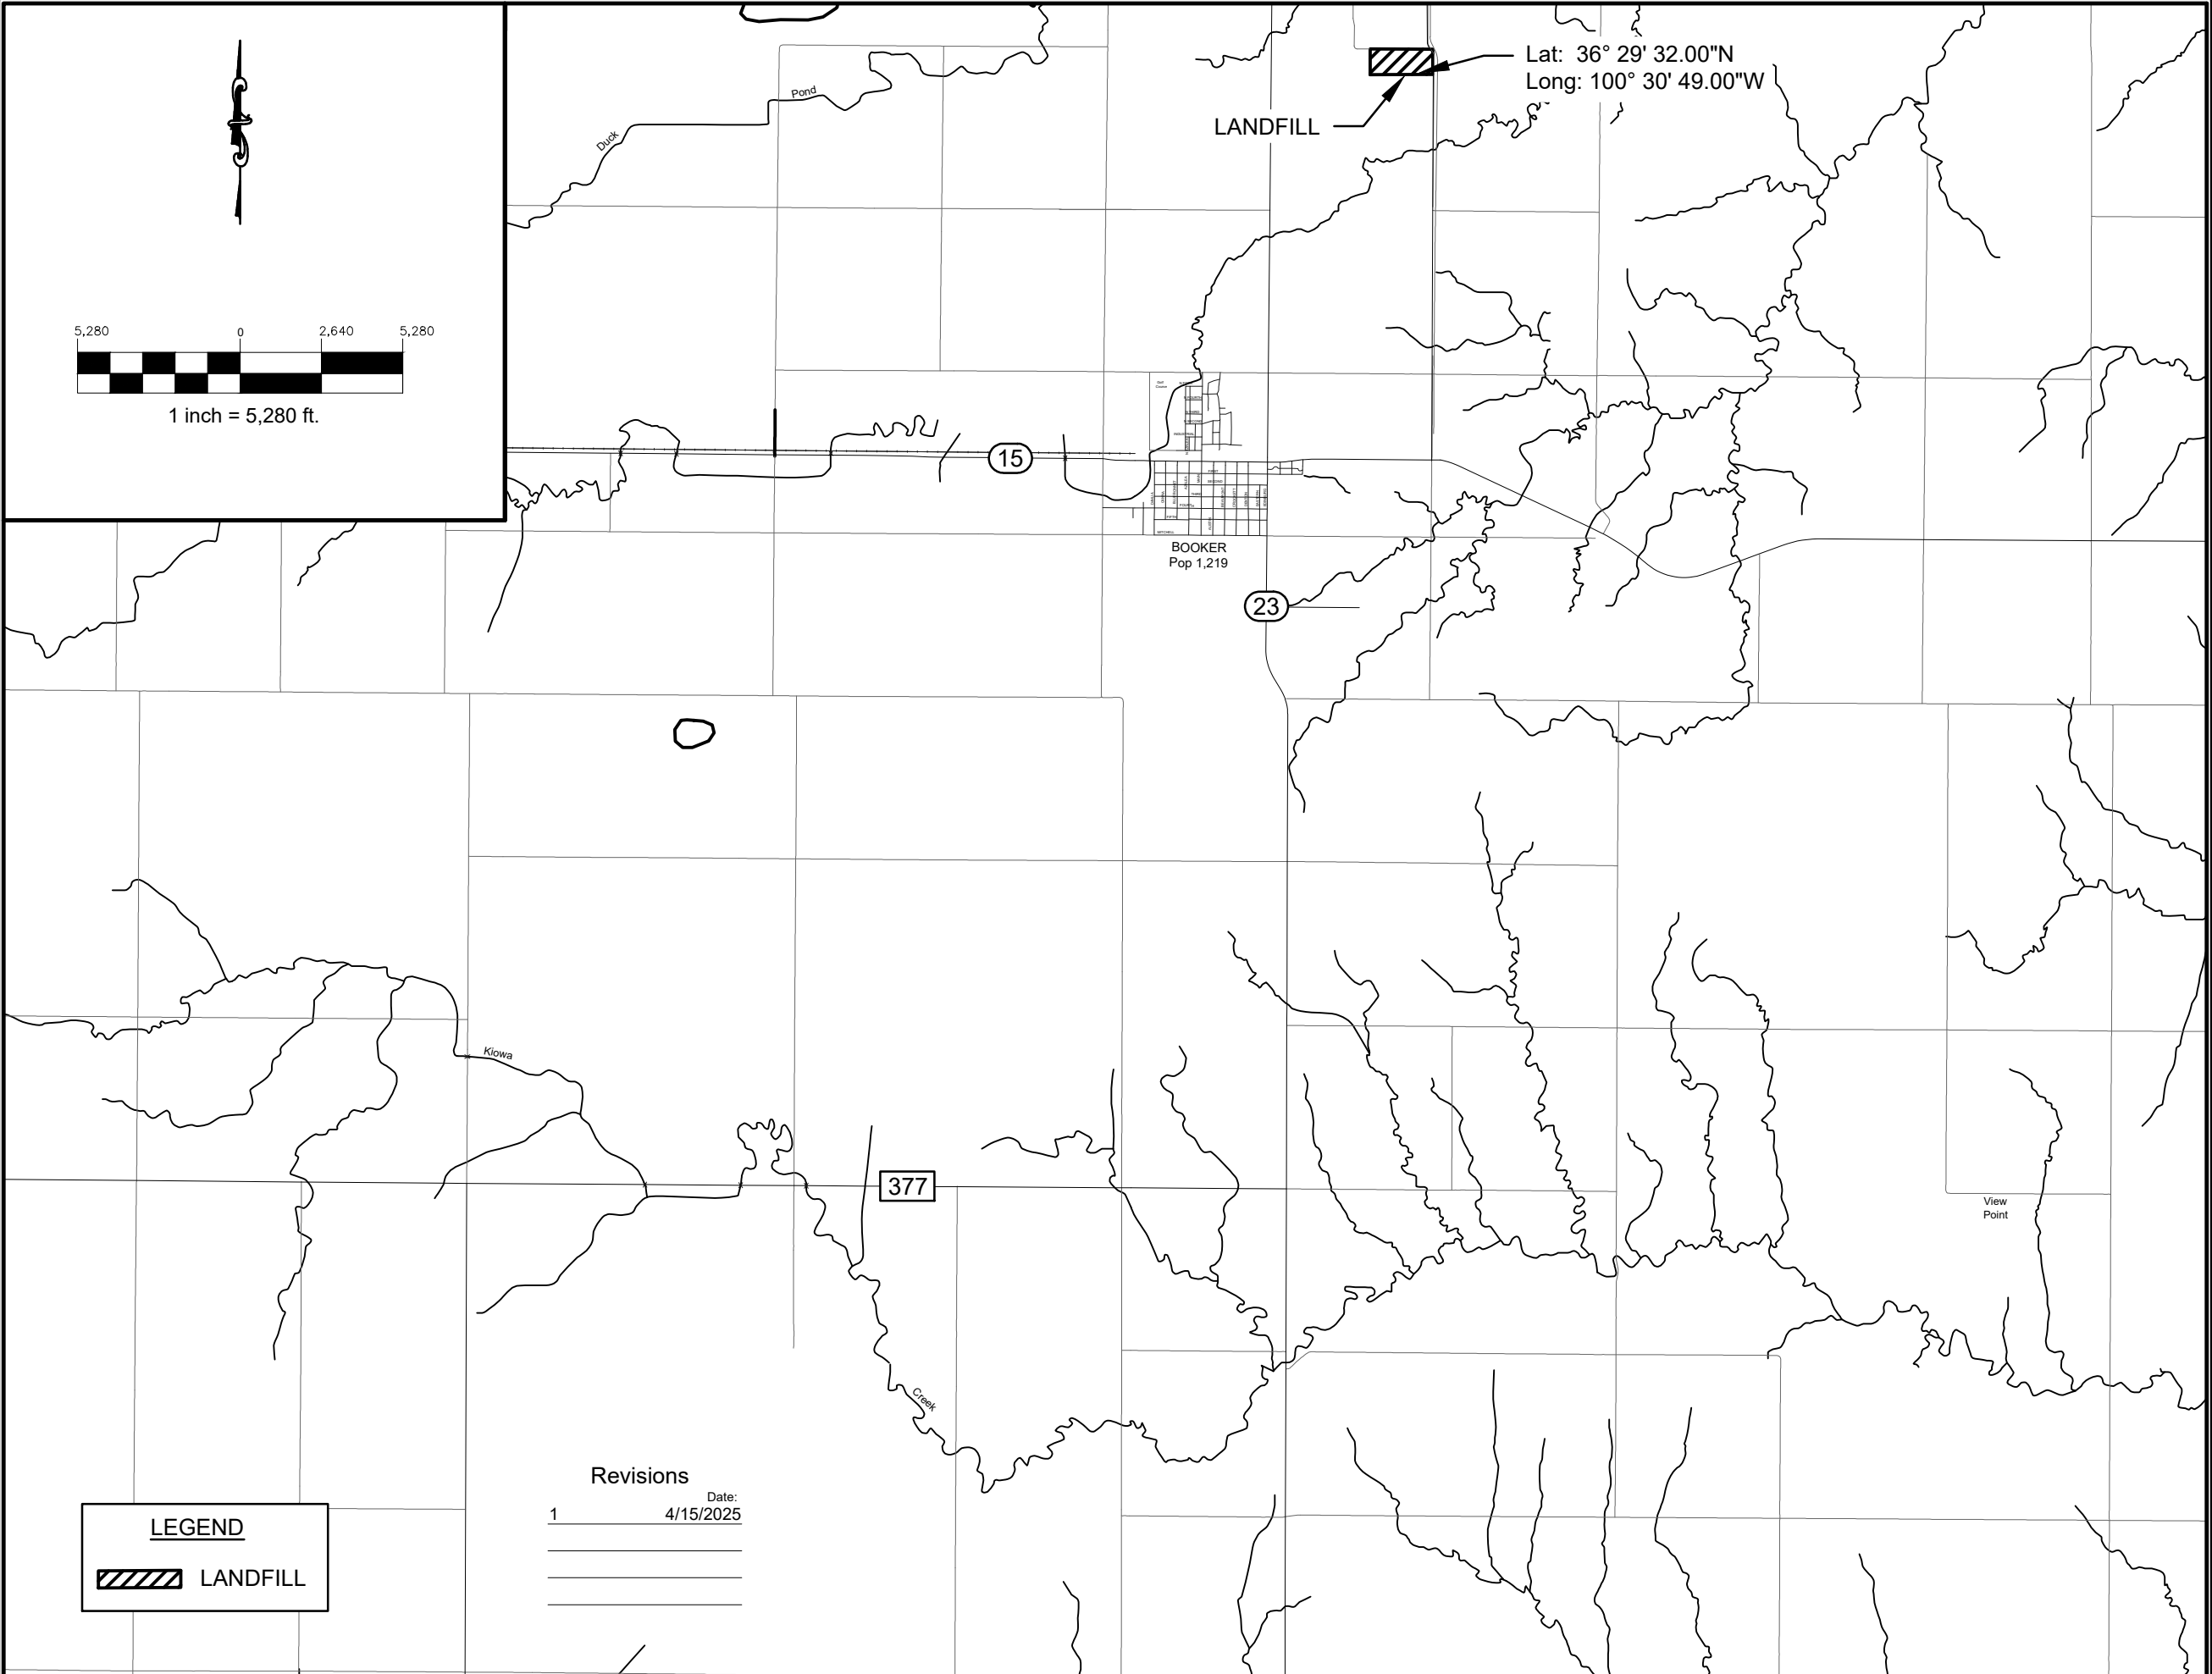 Lat: 36° 29' 32.00"N
Long: 100° 30' 49.00"W
LANDFILL
Pond
Duck
5,280 0 2,640 5,280
1 inch = 5,280 ft.
15
BOOKER
Pop 1,219
23
Kiowa
377
View
Point
Creek
Revisions
Date:
1 4/15/2025
LEGEND
LANDFILL